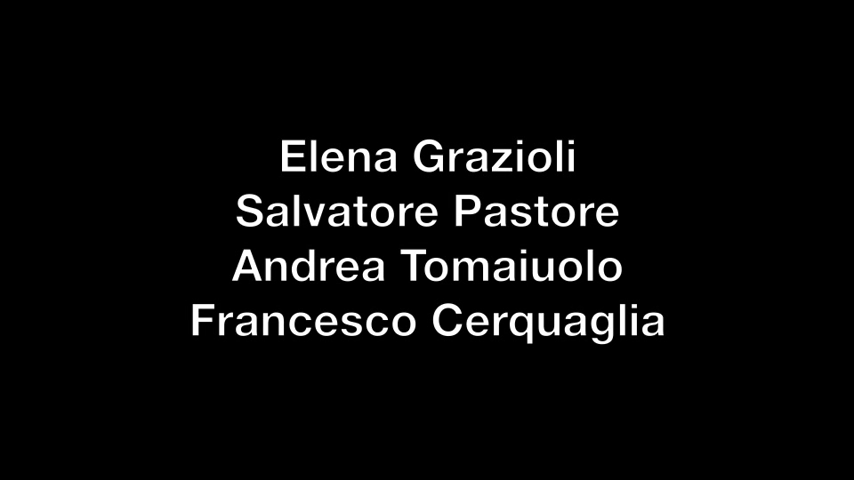 Elena Grazioli
Salvatore Pastore
Andrea Tomaiuolo
Francesco Cerquaglia